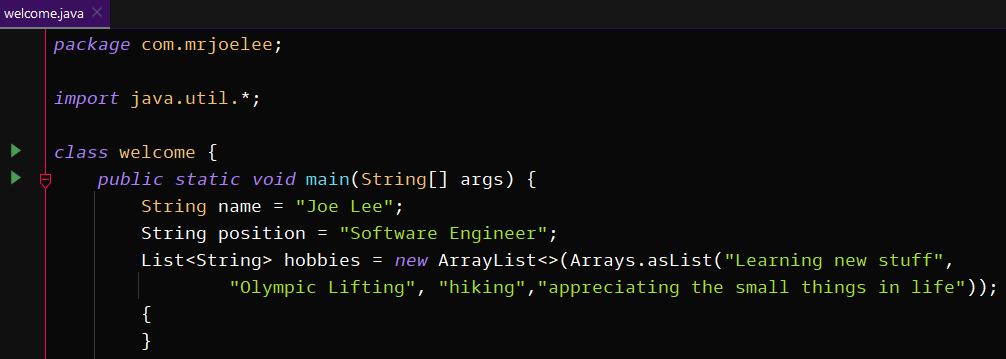 welcome.java
package com.mrjoelee;
import java.util.*;
class welcome {
public static void main(String[] args) {
String name = "Joe Lee";
String position = "Software Engineer";
List<String> hobbies = new ArrayList<>(Arrays.asList("Learning new stuff",
"Olympic Lifting", "hiking","appreciating the small things in life"));
{
}